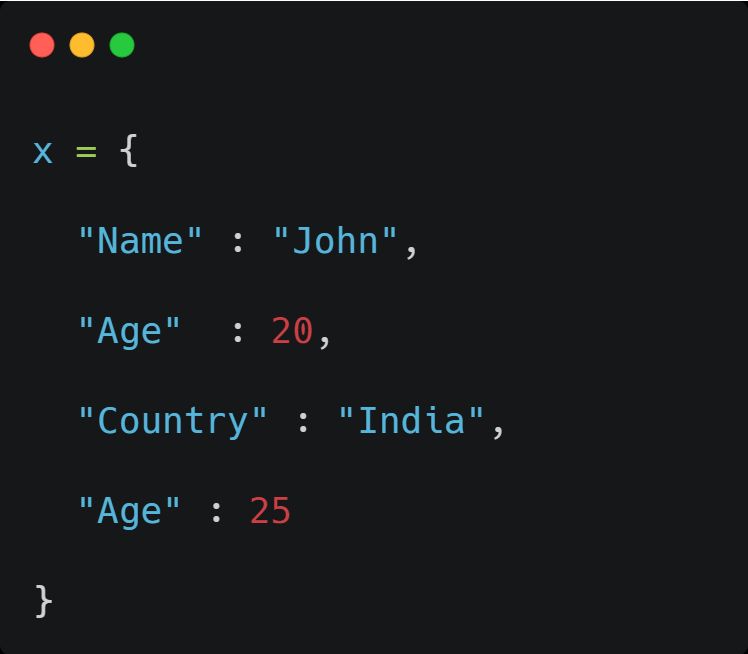 x = {
"Name" : "John",
"Age"  : 20,
"Country" : "India",
"Age" : 25
}